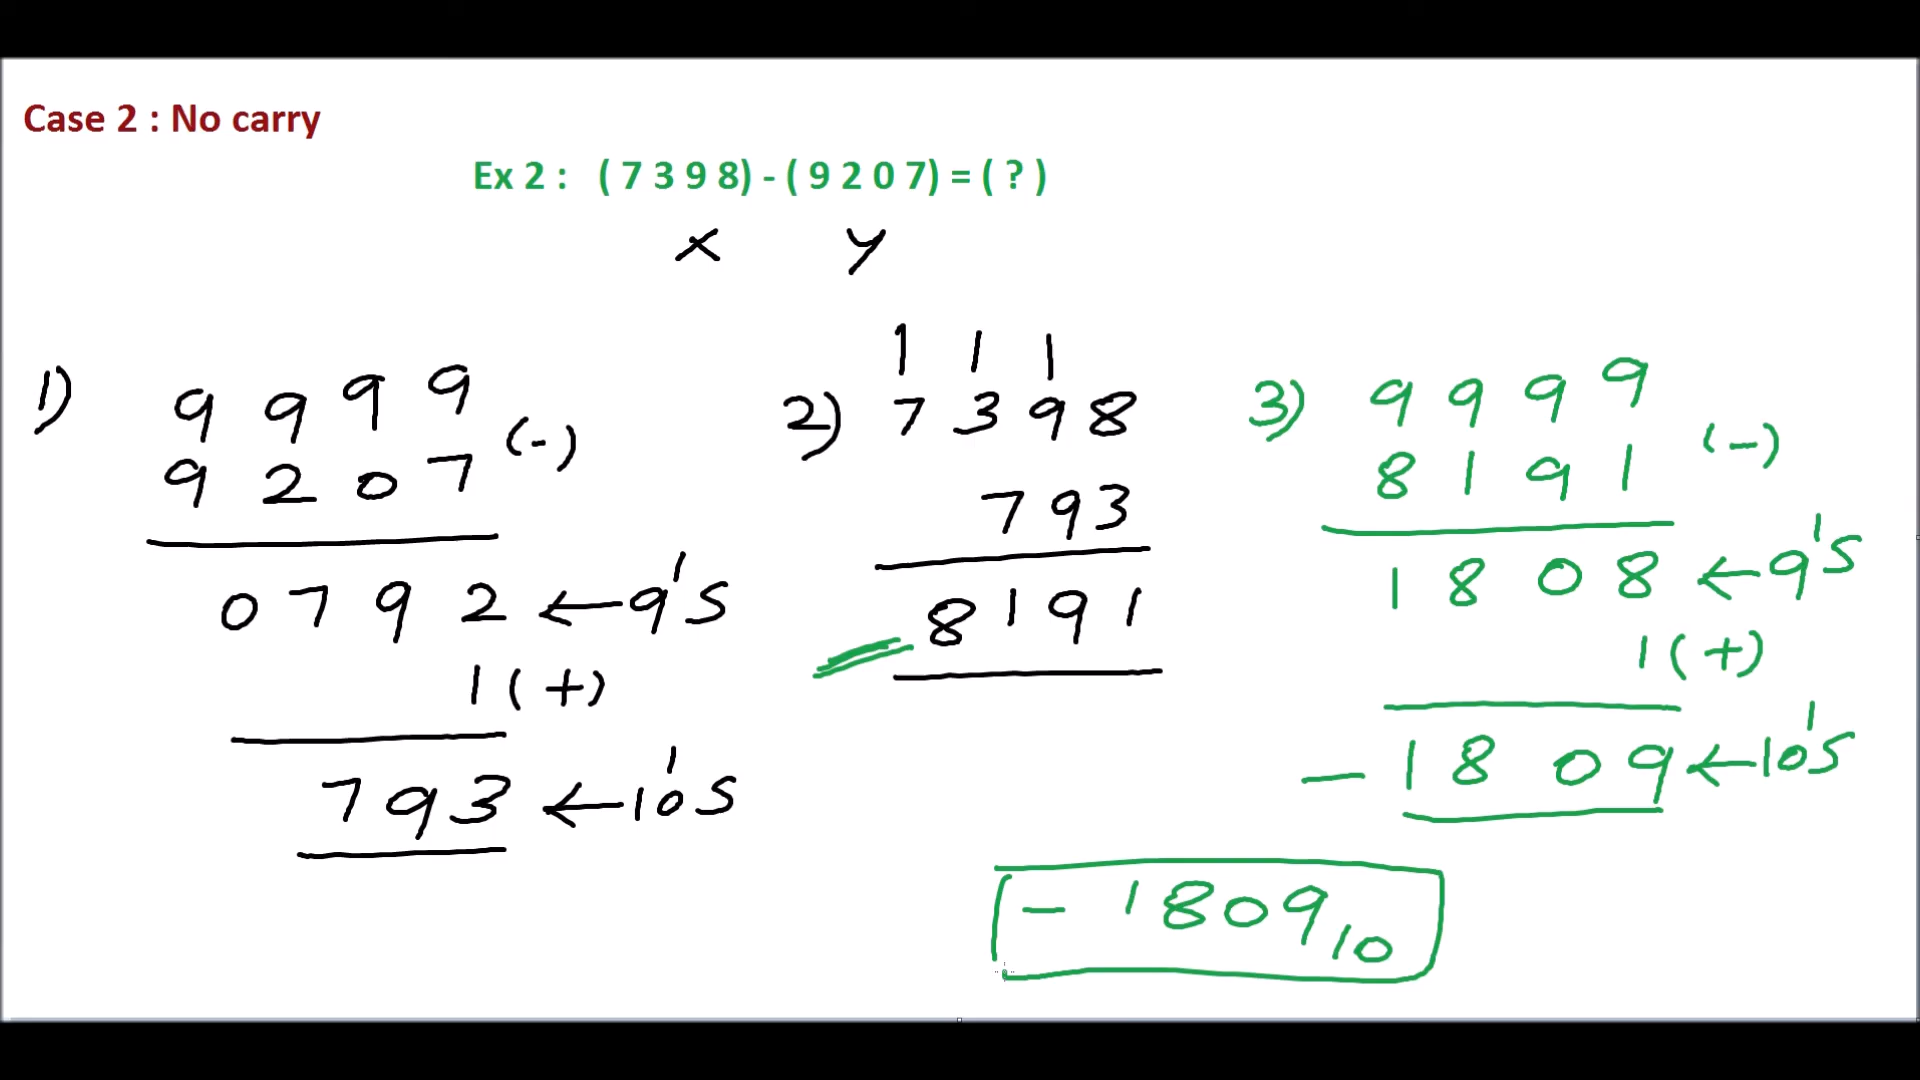 Case 2 : No carry
Ex 2 : ( 7 3 9 8) - ( 9 2 0 7) = ( ? )
X Y
1)
9 9 9 9
9 2 0 7 (-)
0 7 9 2 ← 9's
1 (+)
7 9 3 ← 10's
2)
1 1 1
7 3 9 8
7 9 3
8 1 9 1
3)
9 9 9 9
8 1 9 1 (-)
1 8 0 8 ← 9's
1 (+)
- 1 8 0 9 ← 10's
- 1809₁₀